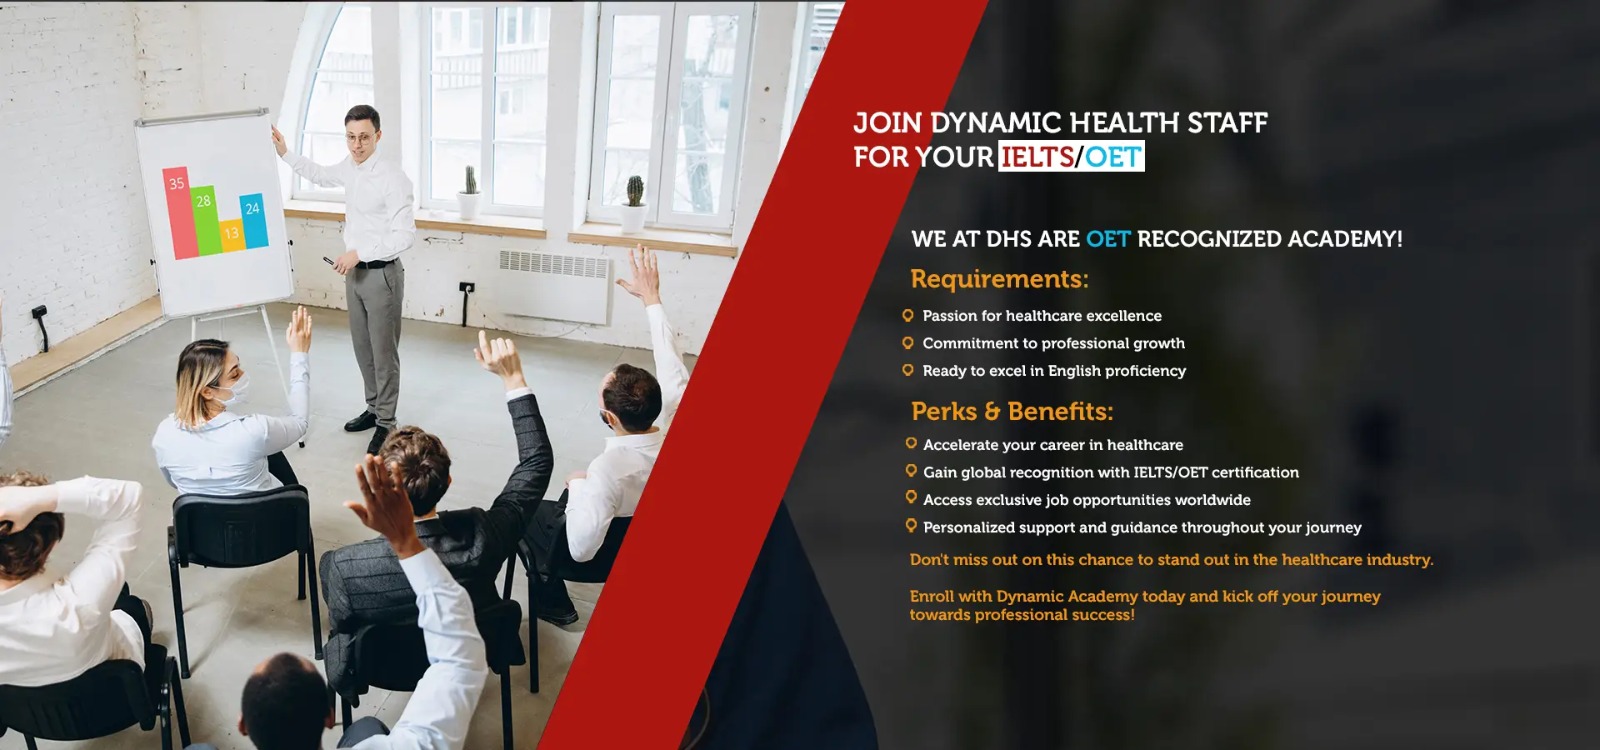 35
28
13
24
JOIN DYNAMIC HEALTH STAFF
FOR YOUR IELTS/OET
WE AT DHS ARE OET RECOGNIZED ACADEMY!
Requirements:
Passion for healthcare excellence
Commitment to professional growth
Ready to excel in English proficiency
Perks & Benefits:
Accelerate your career in healthcare
Gain global recognition with IELTS/OET certification
Access exclusive job opportunities worldwide
Personalized support and guidance throughout your journey
Don't miss out on this chance to stand out in the healthcare industry.
Enroll with Dynamic Academy today and kick off your journey
towards professional success!